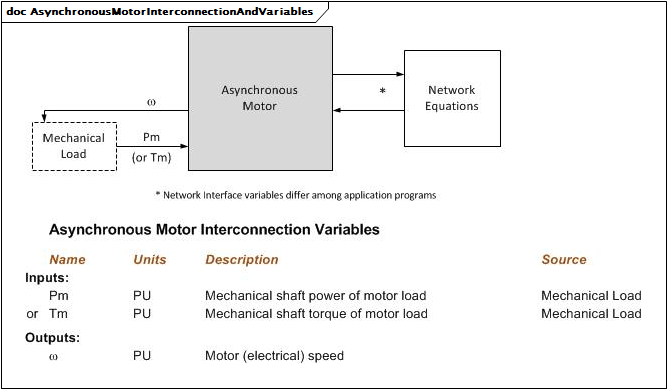 doc AsynchronousMotorInterconnectionAndVariables
Asynchronous
Motor
*
Network
Equations
ω
Mechanical
Load
Pm
(or Tm)
* Network Interface variables differ among application programs
Asynchronous Motor Interconnection Variables
Name Units Description Source
Inputs:
Pm PU Mechanical shaft power of motor load Mechanical Load
or Tm PU Mechanical shaft torque of motor load Mechanical Load
Outputs:
ω PU Motor (electrical) speed